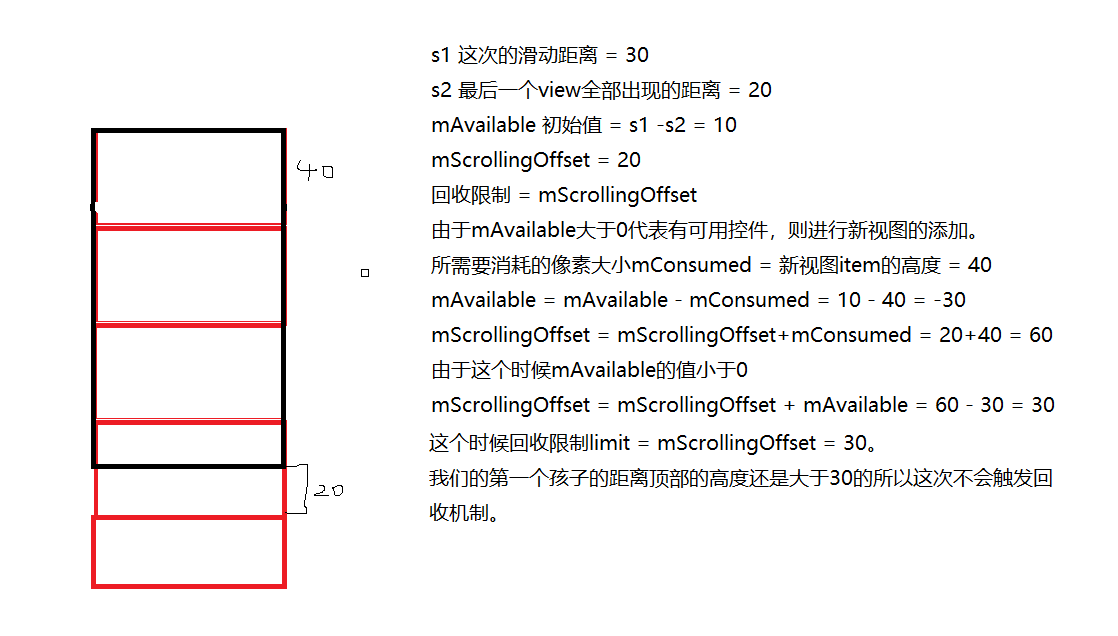 s1 这次的滑动距离 = 30
s2 最后一个view全部出现的距离 = 20
mAvailable 初始值 = s1 -s2 = 10
mScrollingOffset = 20
40
回收限制 = mScrollingOffset
由于mAvailable大于0代表有可用控件，则进行新视图的添加。
所需要消耗的像素大小mConsumed = 新视图item的高度 = 40
mAvailable = mAvailable - mConsumed = 10 - 40 = -30
mScrollingOffset = mScrollingOffset+mConsumed = 20+40 = 60
由于这个时候mAvailable的值小于0
mScrollingOffset = mScrollingOffset + mAvailable = 60 - 30 = 30
这个时候回收限制limit = mScrollingOffset = 30。
我们的第一个孩子的距离顶部的高度还是大于30的所以这次不会触发回
收机制。
20